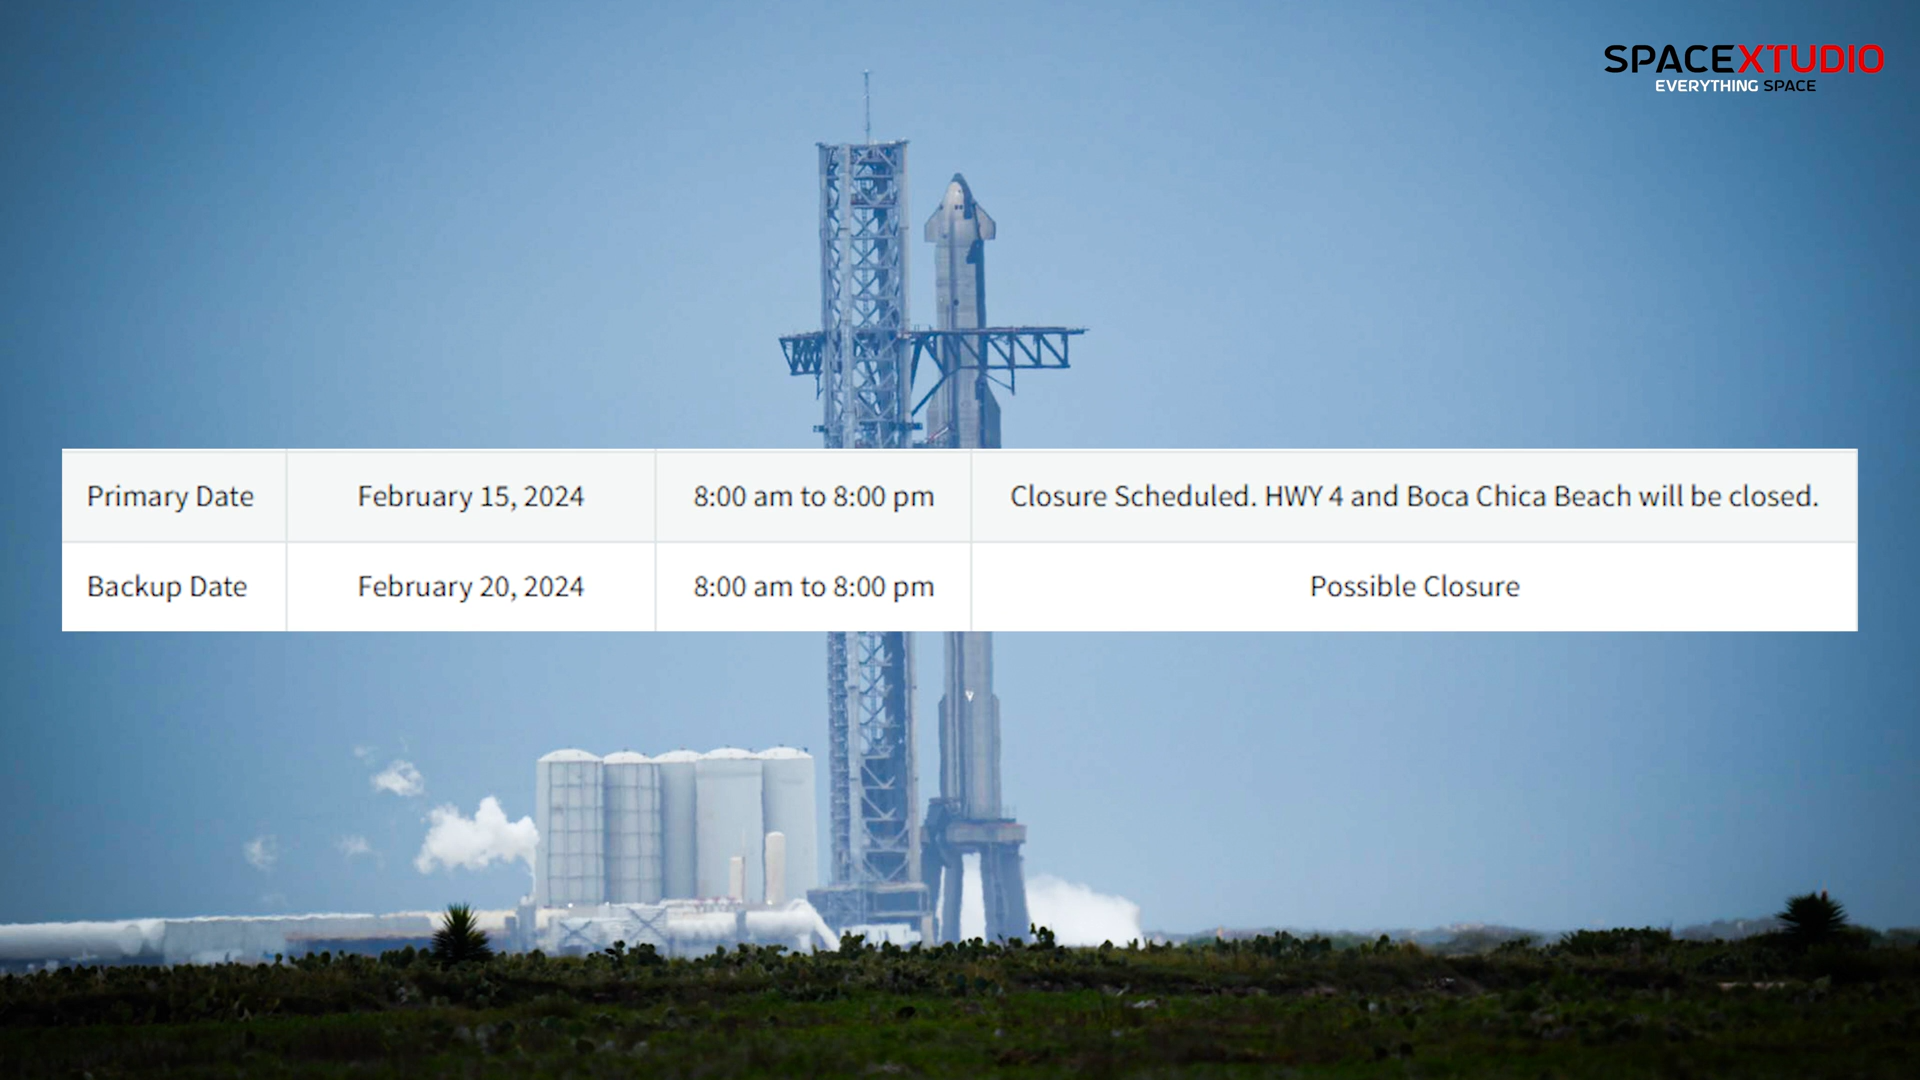 SPACEXTUDIO
EVERYTHING SPACE
Primary Date February 15, 2024 8:00 am to 8:00 pm Closure Scheduled. HWY 4 and Boca Chica Beach will be closed.
Backup Date February 20, 2024 8:00 am to 8:00 pm Possible Closure